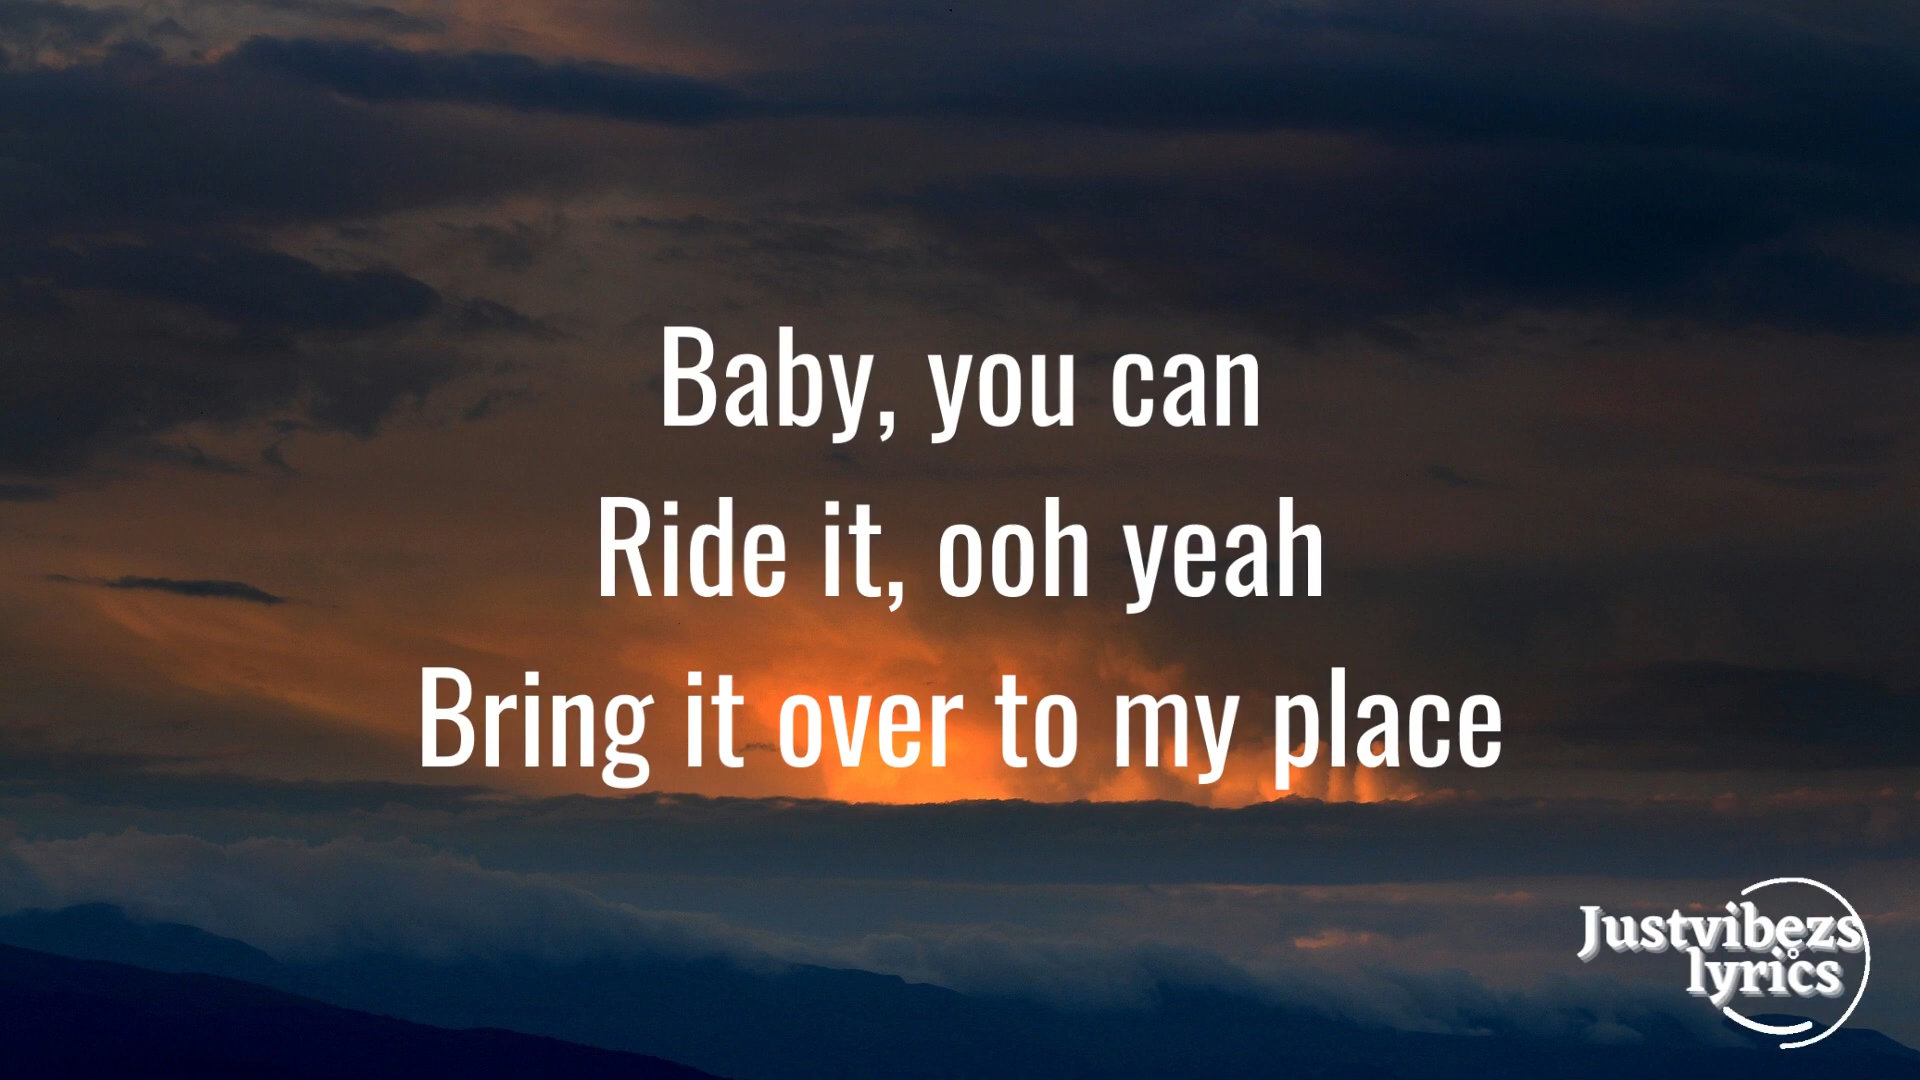 Baby, you can
Ride it, ooh yeah
Bring it over to my place
Justvibezs
lyrics